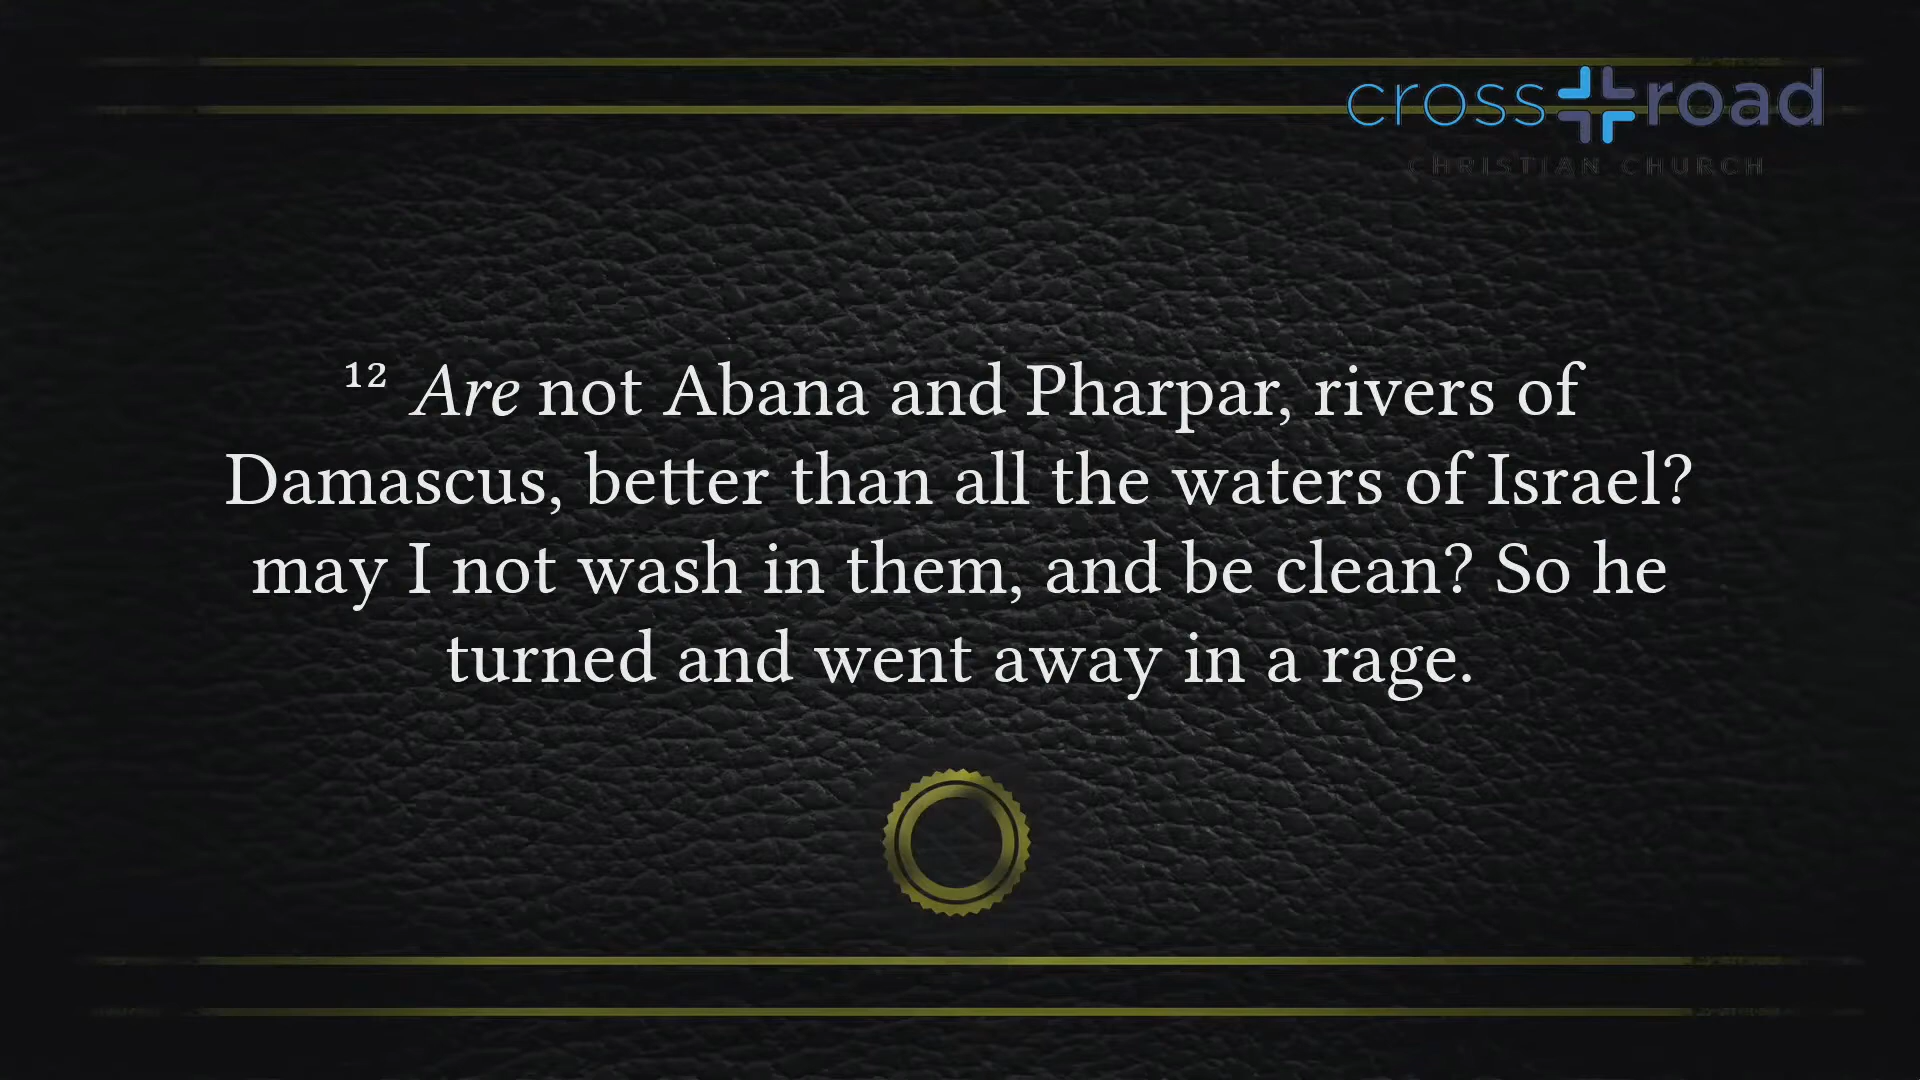 cross road
CHRISTIAN CHURCH
¹² Are not Abana and Pharpar, rivers of
Damascus, better than all the waters of Israel?
may I not wash in them, and be clean? So he
turned and went away in a rage.